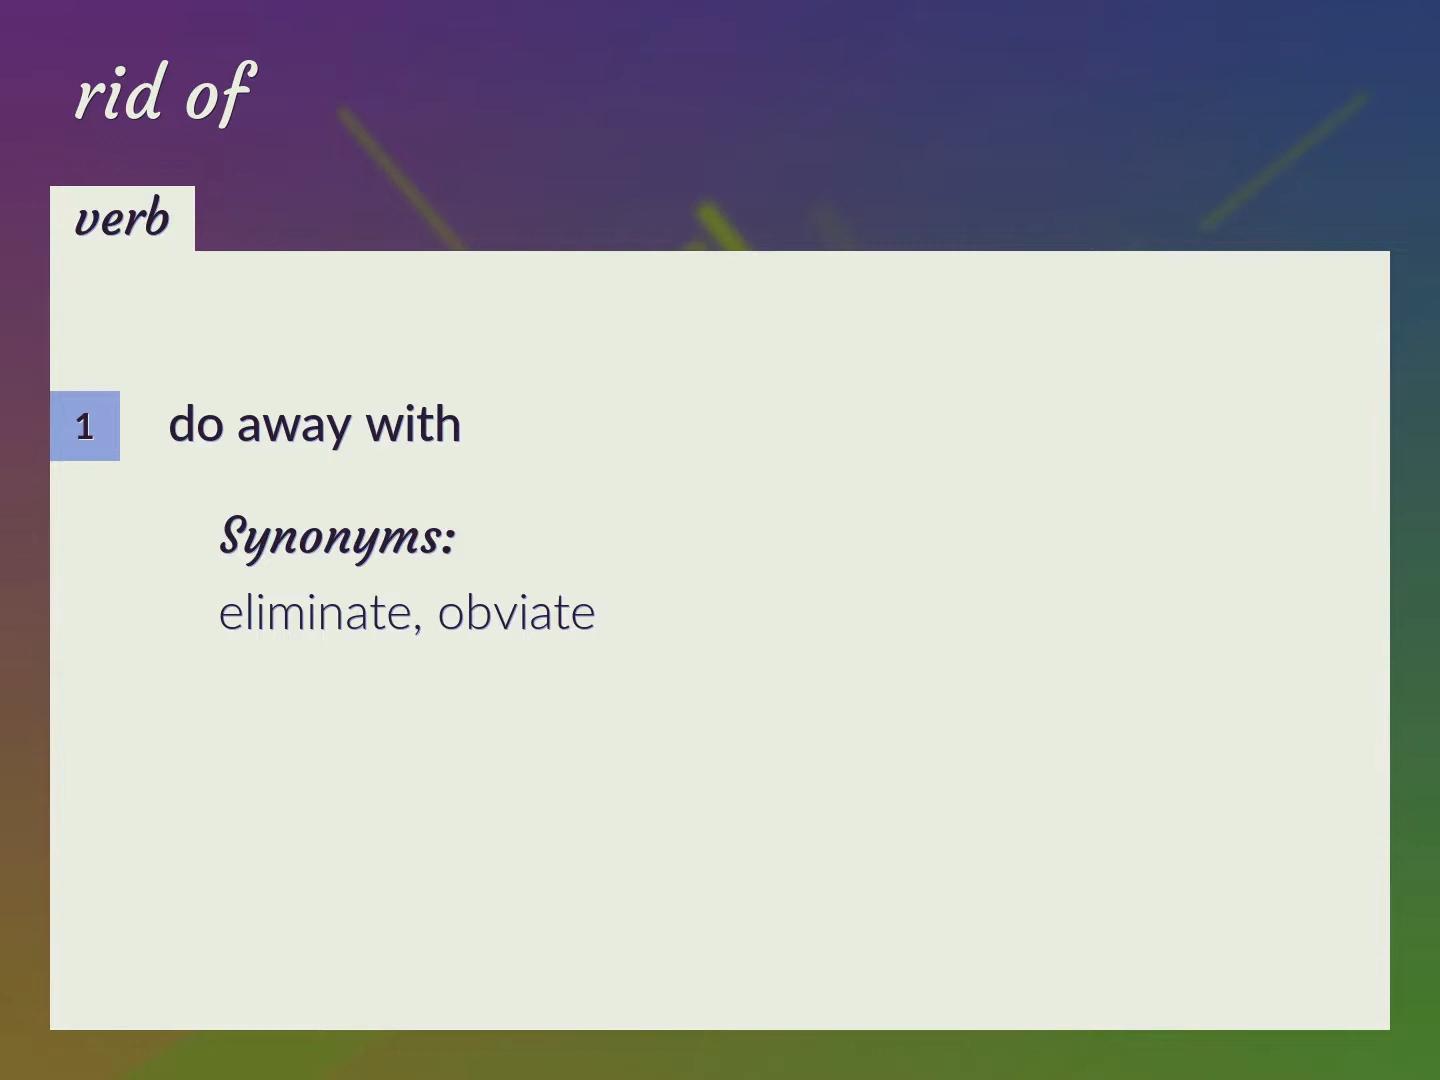 rid of
verb
1 do away with
Synonyms:
eliminate, obviate